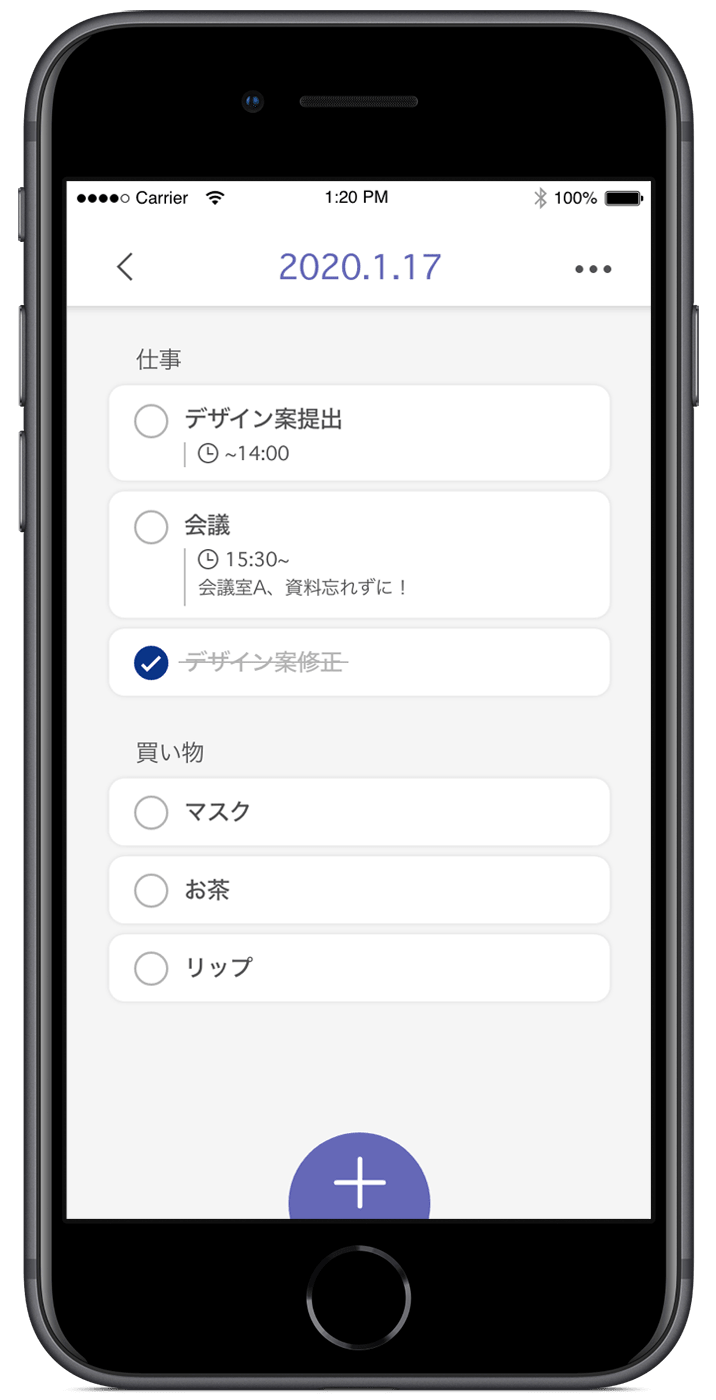 Carrier 1:20 PM 100%
2020.1.17
仕事
デザイン案提出
~14:00
会議
15:30~
会議室A、資料忘れずに！
デザイン案修正
買い物
マスク
お茶
リップ